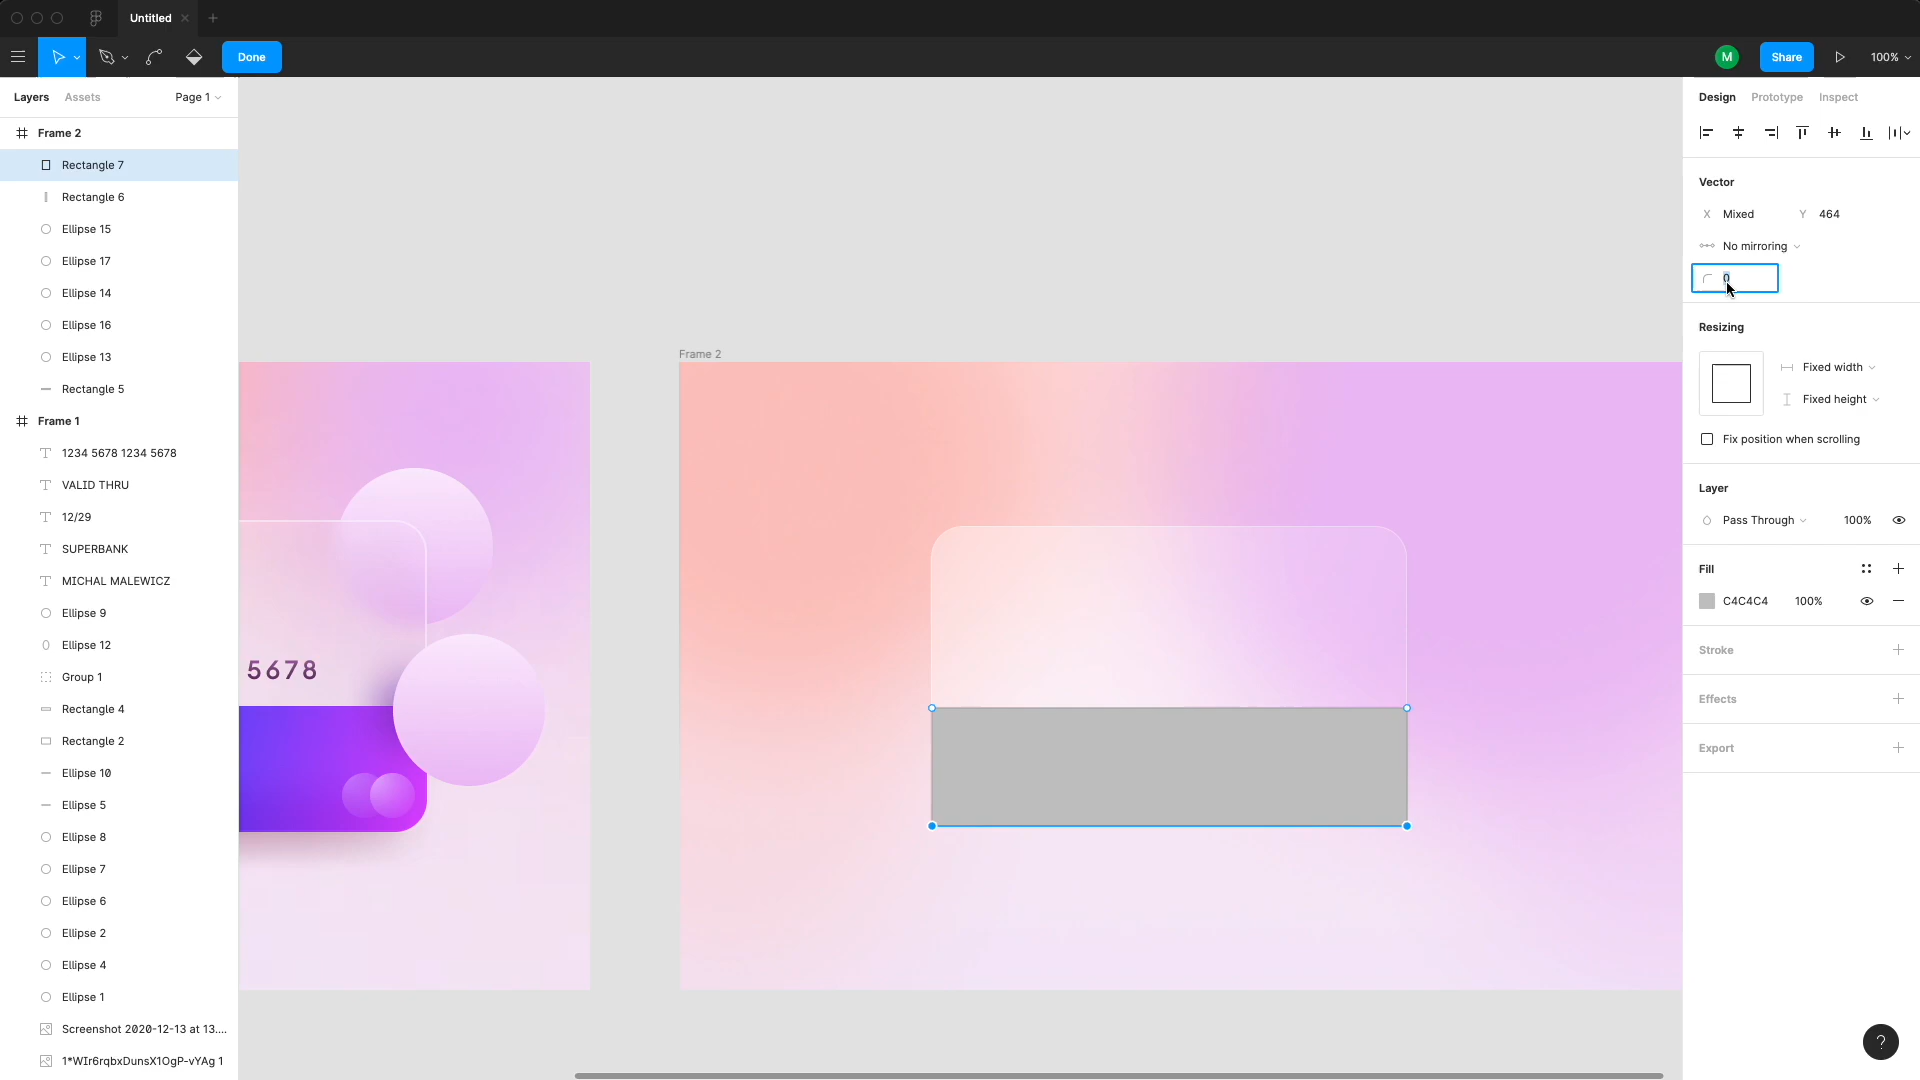 Untitled
Done
M
Share
100%
Layers
Assets
Page 1
Design
Prototype
Inspect
Frame 2
Rectangle 7
Rectangle 6
Ellipse 15
Ellipse 17
Ellipse 14
Ellipse 16
Ellipse 13
Rectangle 5
Frame 1
1234 5678 1234 5678
VALID THRU
12/29
SUPERBANK
MICHAL MALEWICZ
Ellipse 9
Ellipse 12
Group 1
Rectangle 4
Rectangle 2
Ellipse 10
Ellipse 5
Ellipse 8
Ellipse 7
Ellipse 6
Ellipse 2
Ellipse 4
Ellipse 1
Screenshot 2020-12-13 at 13....
1*WIr6rqbxDunsX1OgP-vYAg 1
Frame 2
5678
Vector
X Mixed Y 464
No mirroring
0
Resizing
Fixed width
Fixed height
Fix position when scrolling
Layer
Pass Through 100%
Fill
C4C4C4 100%
Stroke
Effects
Export
?